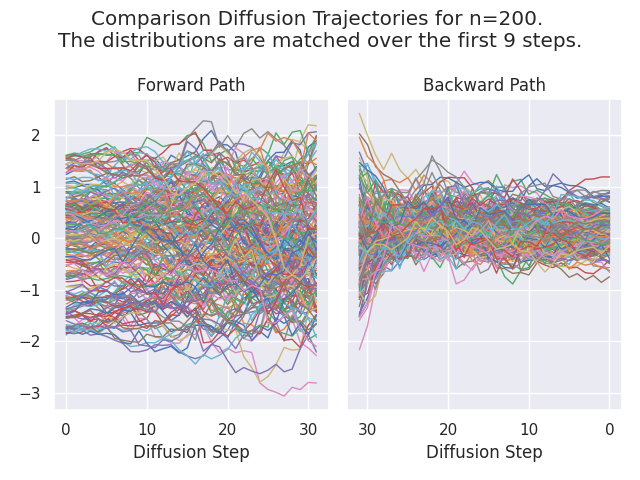 Comparison Diffusion Trajectories for n=200.
The distributions are matched over the first 9 steps.
Forward Path
Backward Path
2
1
0
−1
−2
−3
0 10 20 30
30 20 10 0
Diffusion Step
Diffusion Step